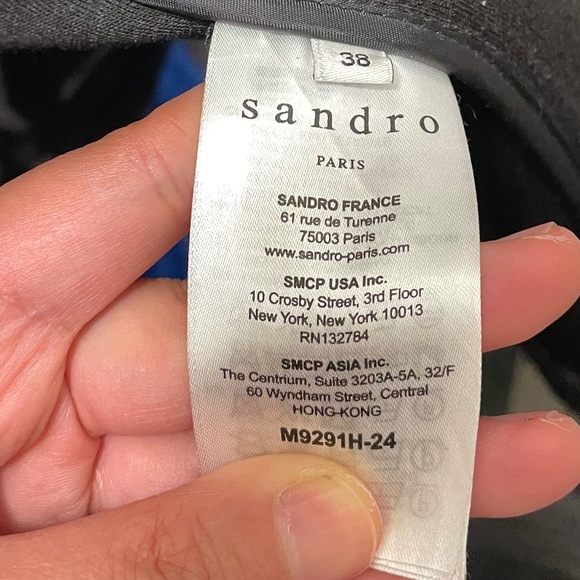 38
sandro
PARIS
SANDRO FRANCE
61 rue de Turenne
75003 Paris
www.sandro-paris.com
SMCP USA Inc.
10 Crosby Street, 3rd Floor
New York, New York 10013
RN132784
SMCP ASIA Inc.
The Centrium, Suite 3203A-5A, 32/F
60 Wyndham Street, Central
HONG-KONG
M9291H-24